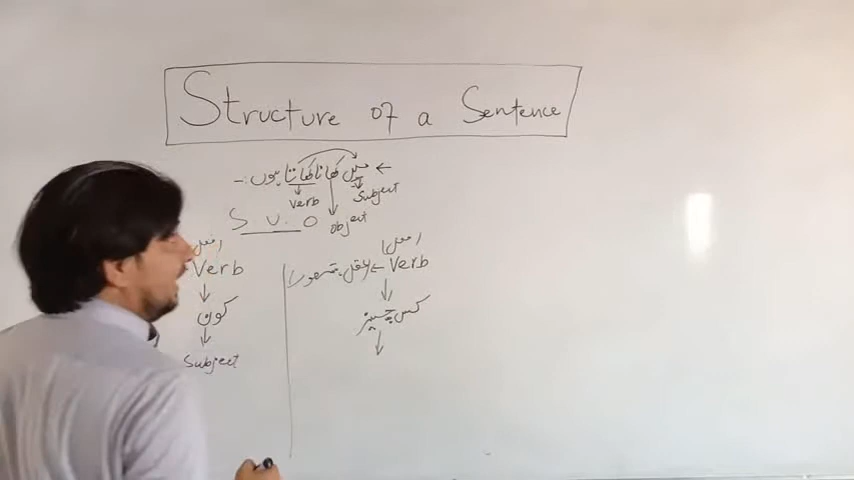 Structure of a Sentence
← میں کھانا کھاتا ہوں :-
Verb Subject
S V. O object
Verb
↓
کون
↓
Subject
Verb ←
↓
کس چیز
↓